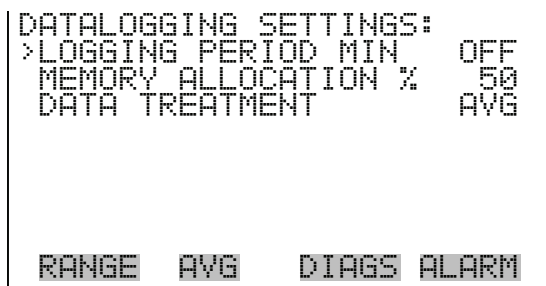 DATALOGGING SETTINGS:
>LOGGING PERIOD MIN OFF
MEMORY ALLOCATION % 50
DATA TREATMENT AVG
RANGE AVG DIAGS ALARM